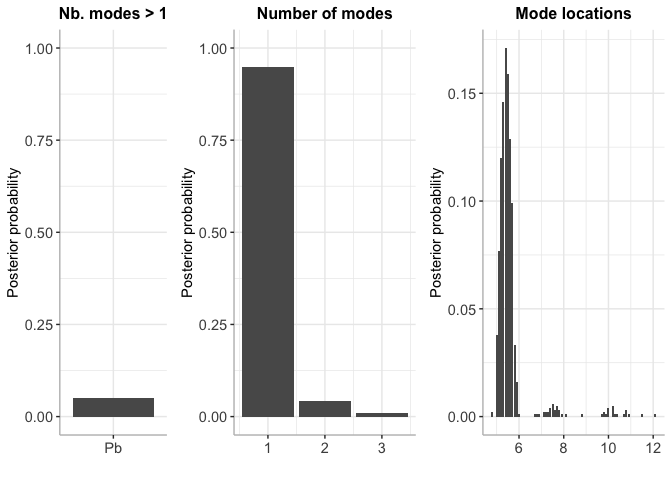 Nb. modes > 1
Posterior probability
1.00
0.75
0.50
0.25
0.00
Pb
Number of modes
Posterior probability
1.00
0.75
0.50
0.25
0.00
1 2 3
Mode locations
Posterior probability
0.15
0.10
0.05
0.00
6 8 10 12